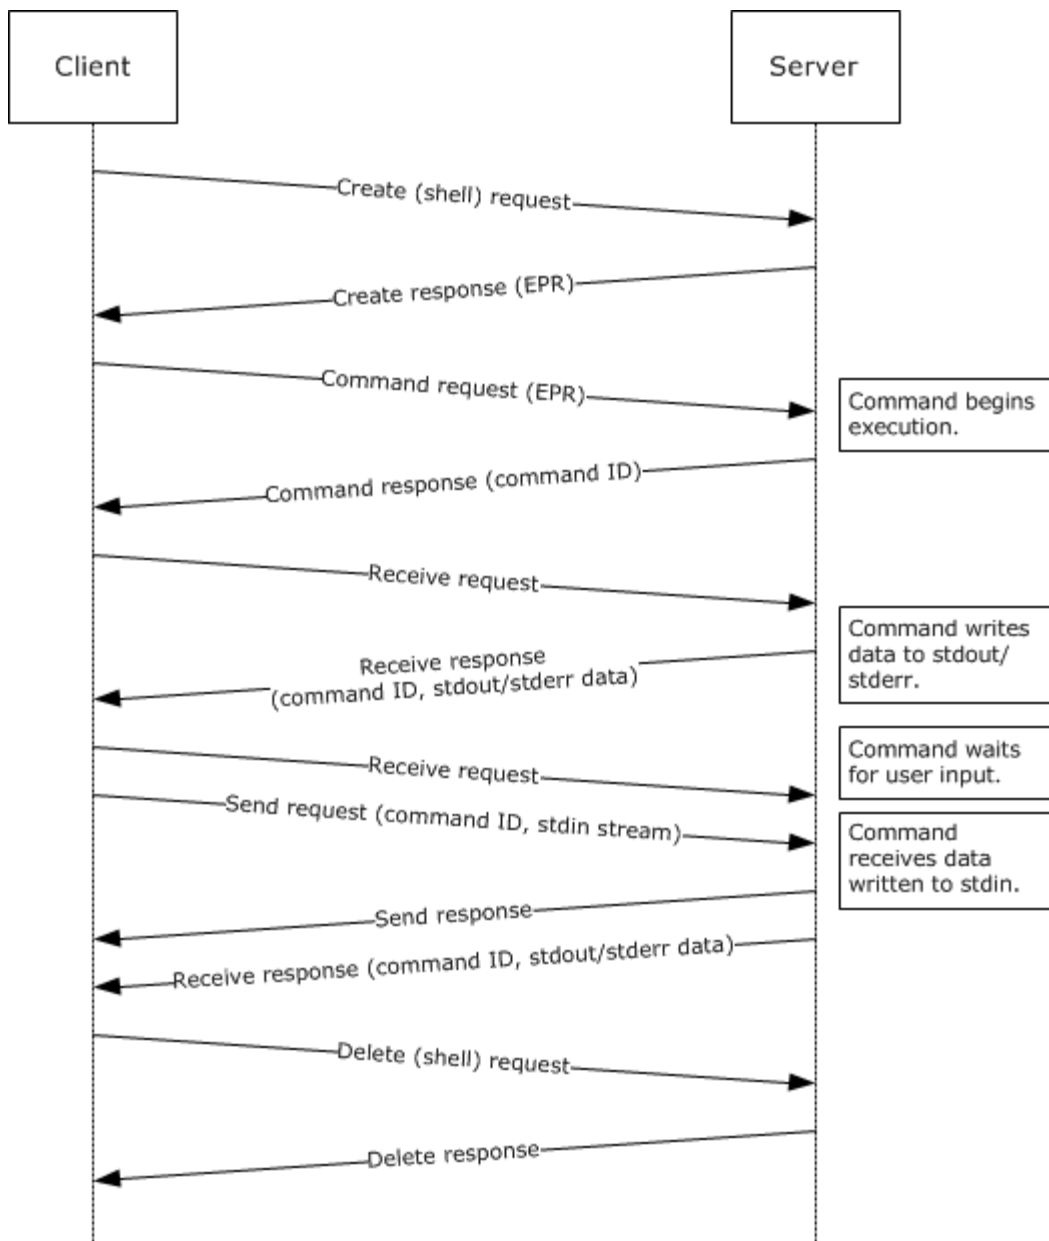 Client
Server
Create (shell) request
Create response (EPR)
Command request (EPR)
Command begins
execution.
Command response (command ID)
Receive request
Command writes
data to stdout/
stderr.
Receive response
(command ID, stdout/stderr data)
Receive request
Command waits
for user input.
Send request (command ID, stdin stream)
Command
receives data
written to stdin.
Send response
Receive response (command ID, stdout/stderr data)
Delete (shell) request
Delete response